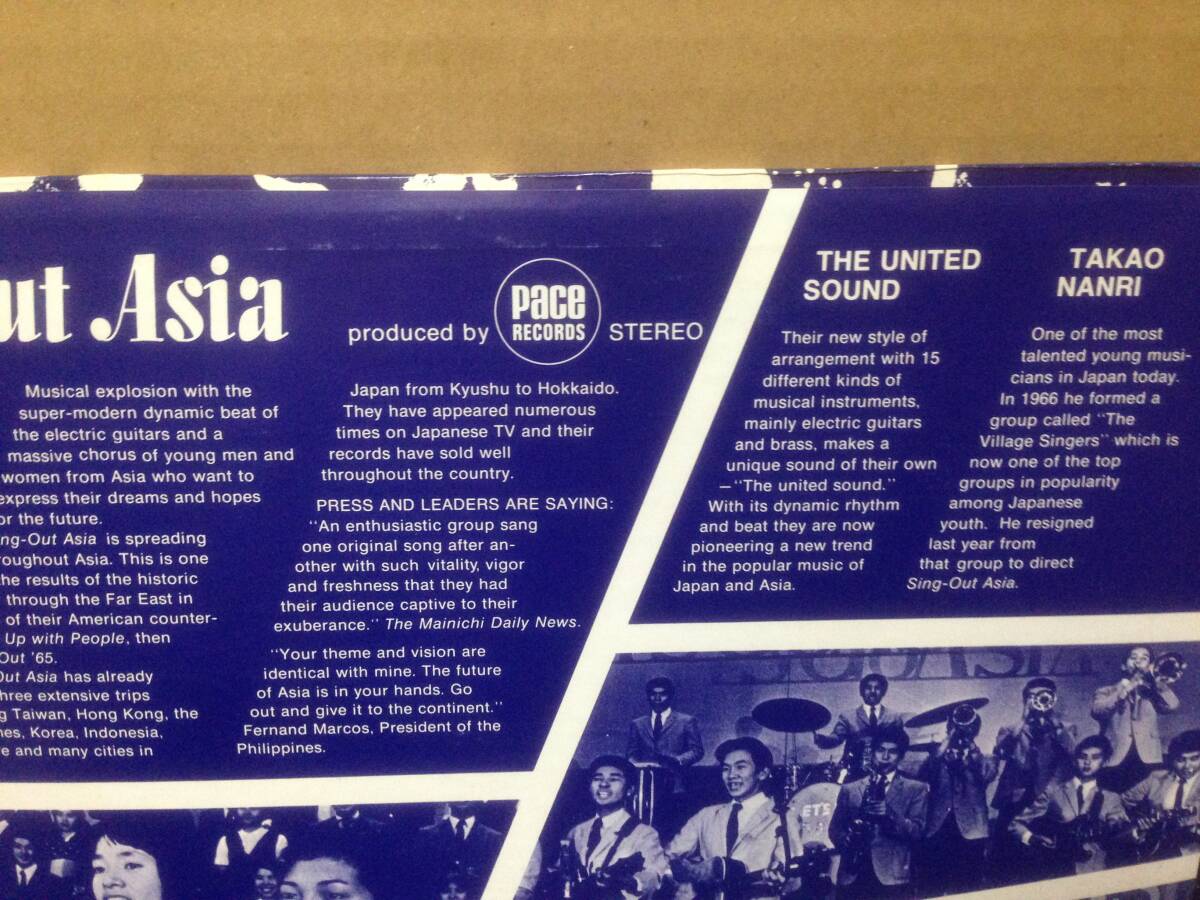 ut Asia
produced by
pace
RECORDS
STEREO
Musical explosion with the
super-modern dynamic beat of
the electric guitars and a
massive chorus of young men and
women from Asia who want to
express their dreams and hopes
or the future.
ng-Out Asia is spreading
roughout Asia. This is one
he results of the historic
through the Far East in
of their American counter-
Up with People, then
Out '65.
Out Asia has already
hree extensive trips
g Taiwan, Hong Kong, the
nes, Korea, Indonesia,
e and many cities in
Japan from Kyushu to Hokkaido.
They have appeared numerous
times on Japanese TV and their
records have sold well
throughout the country.
PRESS AND LEADERS ARE SAYING:
"An enthusiastic group sang
one original song after an-
other with such vitality, vigor
and freshness that they had
their audience captive to their
exuberance." The Mainichi Daily News.
"Your theme and vision are
identical with mine. The future
of Asia is in your hands. Go
out and give it to the continent."
Fernand Marcos, President of the
Philippines.
THE UNITED
SOUND
Their new style of
arrangement with 15
different kinds of
musical instruments,
mainly electric guitars
and brass, makes a
unique sound of their own
—"The united sound."
With its dynamic rhythm
and beat they are now
pioneering a new trend
in the popular music of
Japan and Asia.
TAKAO
NANRI
One of the most
talented young musi-
cians in Japan today.
In 1966 he formed a
group called "The
Village Singers" which is
now one of the top
groups in popularity
among Japanese
youth. He resigned
last year from
that group to direct
Sing-Out Asia.
ASIA
ET'S